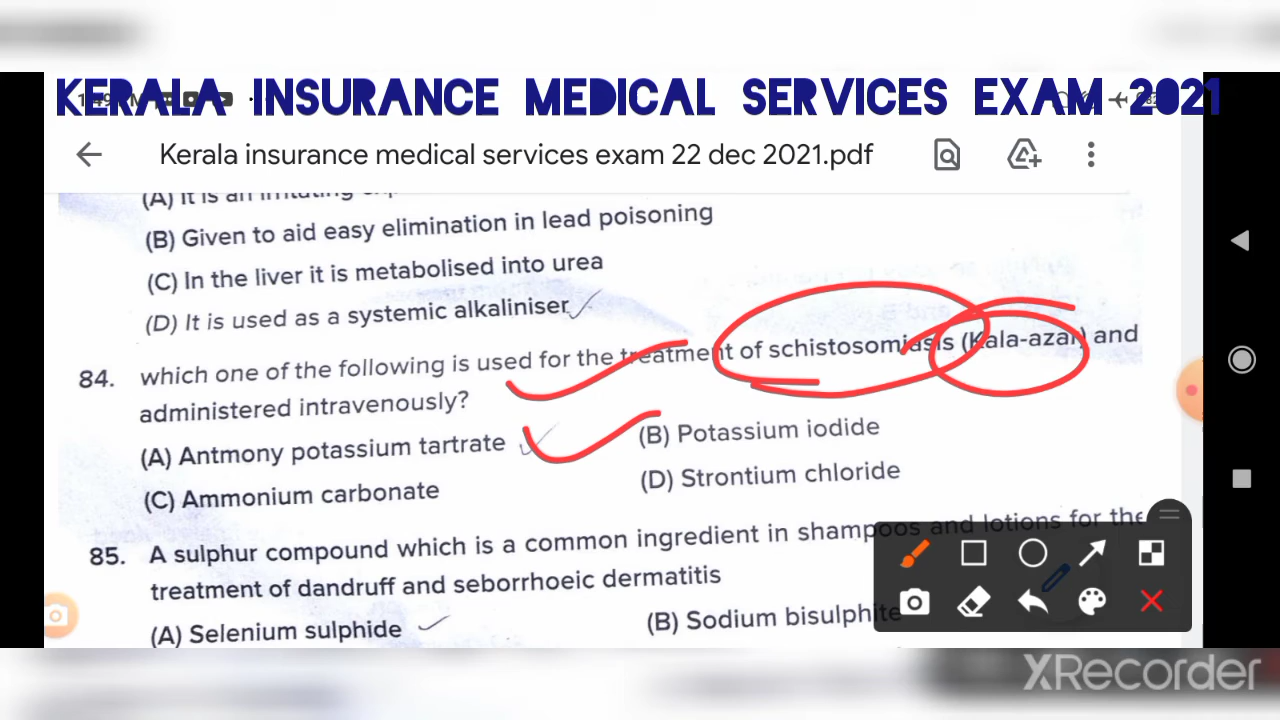 KERALA INSURANCE MEDICAL SERVICES EXAM 2021
Kerala insurance medical services exam 22 dec 2021.pdf
(A) It is an irritating
(B) Given to aid easy elimination in lead poisoning
(C) In the liver it is metabolised into urea
(D) It is used as a systemic alkaliniser
84. which one of the following is used for the treatment of schistosomiasis (Kala-azar) and
administered intravenously?
(A) Antmony potassium tartrate (B) Potassium iodide
(C) Ammonium carbonate (D) Strontium chloride
85. A sulphur compound which is a common ingredient in shampoos and lotions for the
treatment of dandruff and seborrhoeic dermatitis
(A) Selenium sulphide (B) Sodium bisulphite
XRecorder